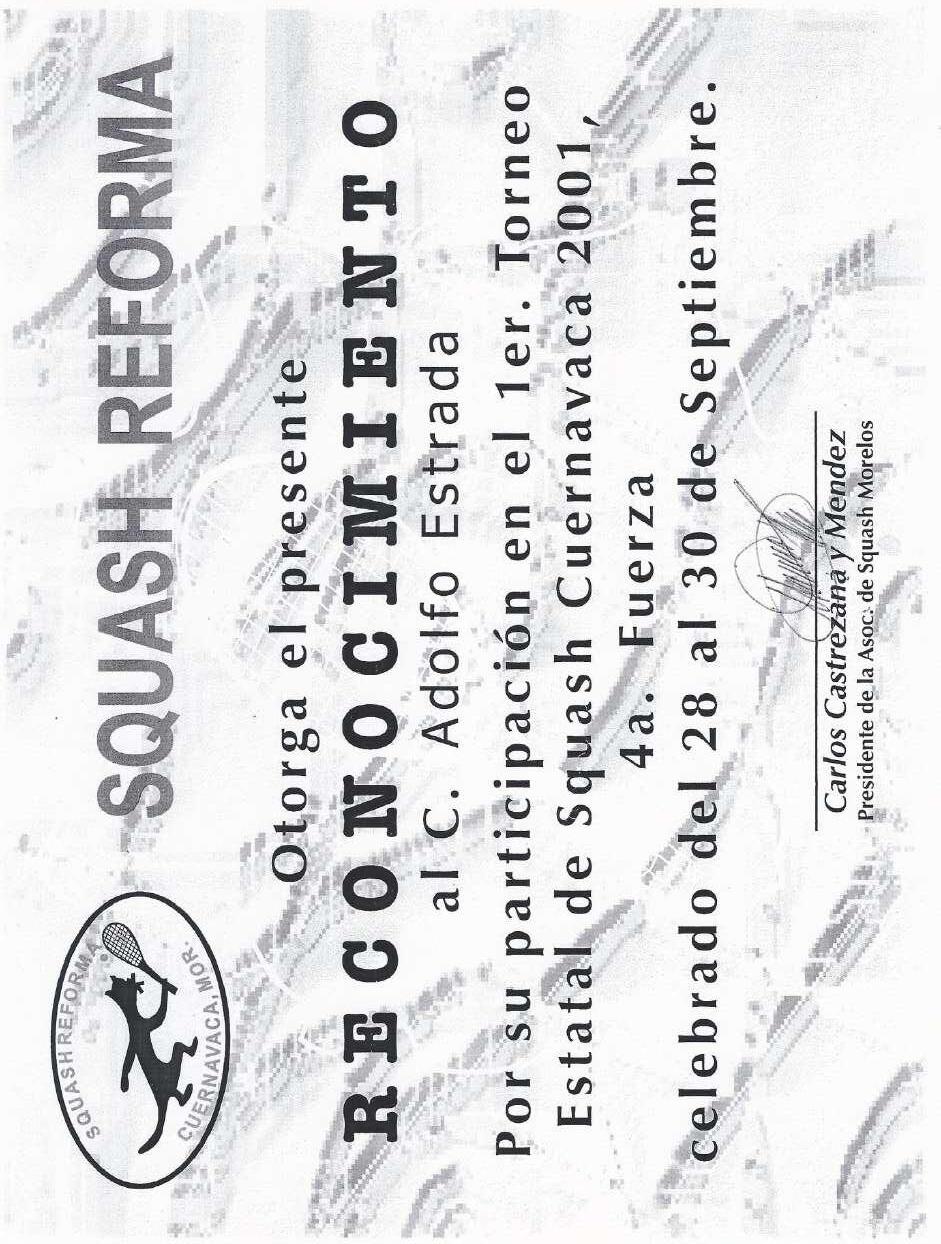 SQUASH REFORMA
CUERNAVACA, MOR.
SQUASH REFORMA
Otorga el presente
RECONOCIMIENTO
al C. Adolfo Estrada
Por su participación en el 1er. Torneo
Estatal de Squash Cuernavaca 2001,
4a. Fuerza
celebrado del 28 al 30 de Septiembre.
Carlos Castrezana y Mendez
Presidente de la Asoc. de Squash Morelos